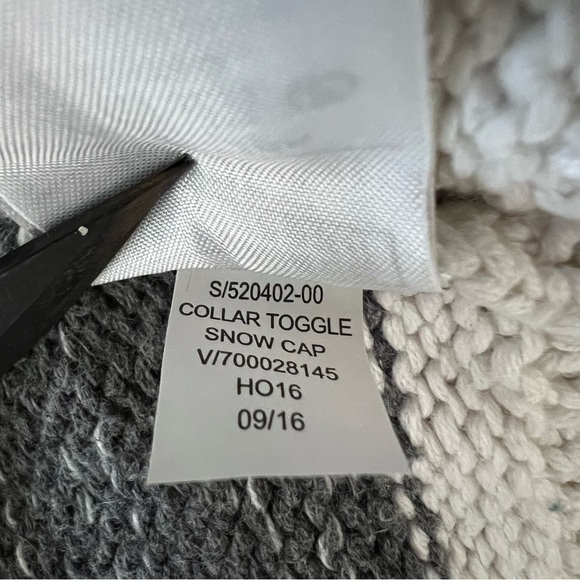 S/520402-00
COLLAR TOGGLE
SNOW CAP
V/700028145
HO16
09/16